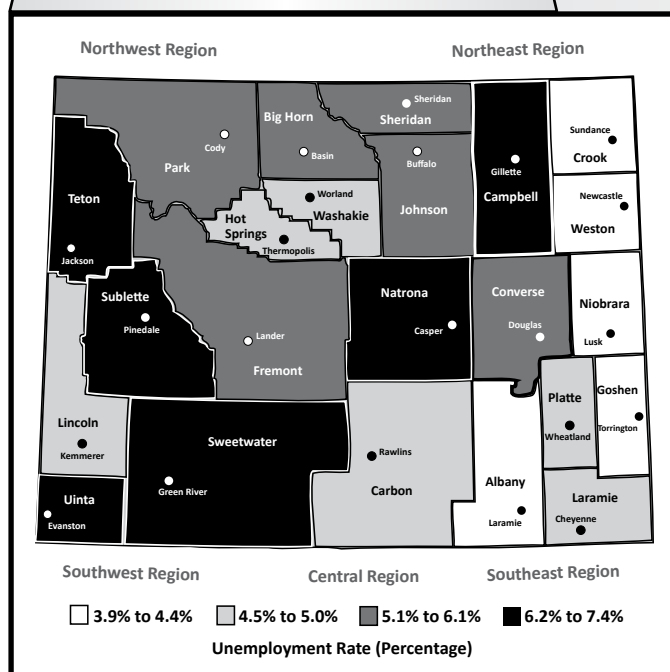 Northwest Region
Northeast Region
Sheridan
Sheridan
Big Horn
Basin
Cody
Park
Buffalo
Johnson
Gillette
Campbell
Sundance
Crook
Newcastle
Weston
Teton
Jackson
Worland
Washakie
Hot
Springs
Thermopolis
Sublette
Pinedale
Lander
Fremont
Natrona
Casper
Converse
Douglas
Niobrara
Lusk
Lincoln
Kemmerer
Sweetwater
Green River
Uinta
Evanston
Rawlins
Carbon
Albany
Laramie
Platte
Wheatland
Goshen
Torrington
Laramie
Cheyenne
Southwest Region
Central Region
Southeast Region
3.9% to 4.4%
4.5% to 5.0%
5.1% to 6.1%
6.2% to 7.4%
Unemployment Rate (Percentage)